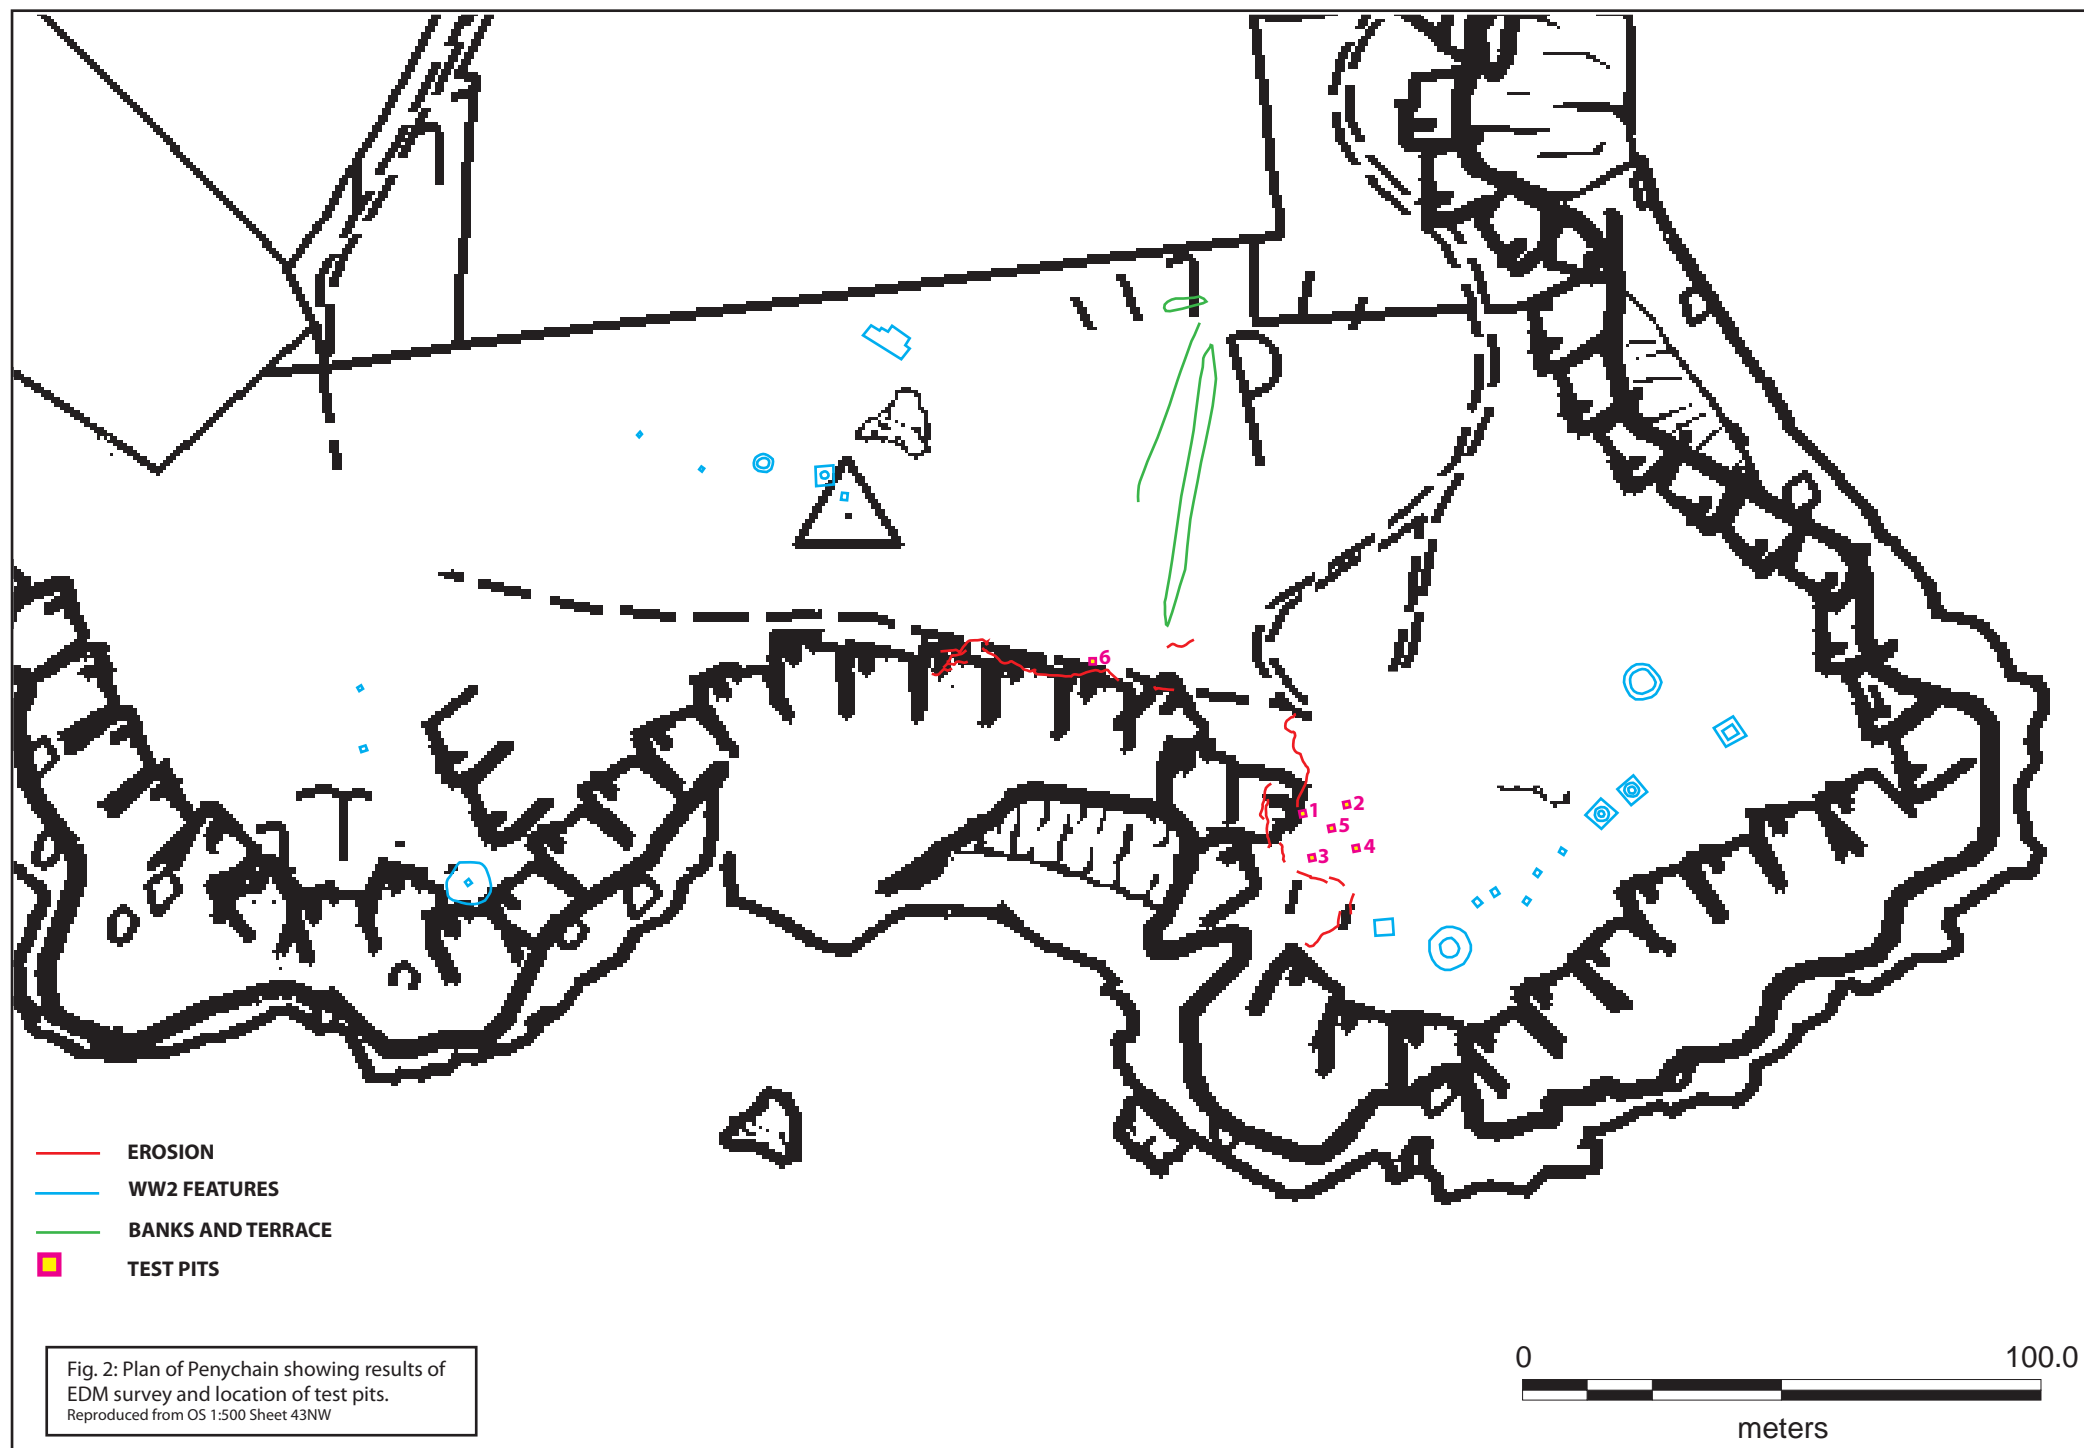 6
1
2
5
3
4
EROSION
WW2 FEATURES
BANKS AND TERRACE
TEST PITS
Fig. 2: Plan of Penychain showing results of
EDM survey and location of test pits.
Reproduced from OS 1:500 Sheet 43NW
0 100.0
meters